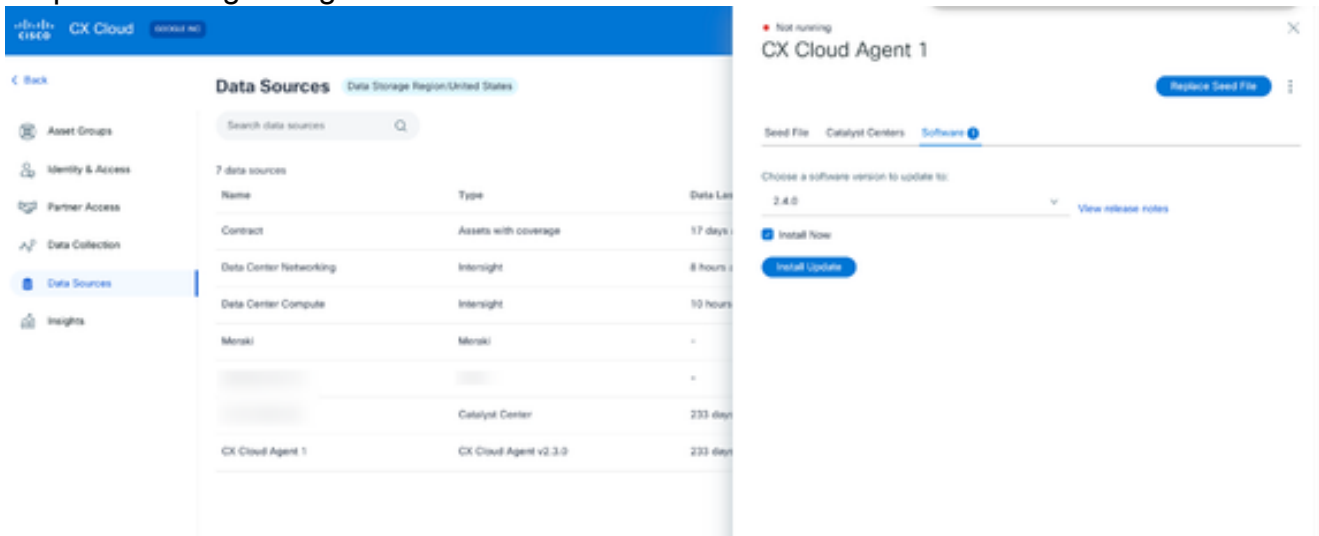 CISCO CX Cloud GOOGLE INC
Back
Asset Groups
Identity & Access
Partner Access
Data Collection
Data Sources
Insights
Data Sources Data Storage Region:United States
Search data sources
7 data sources
Name Type Data Las
Contract Assets with coverage 17 days
Data Center Networking Intersight 8 hours
Data Center Compute Intersight 10 hours
Meraki Meraki -
-
Catalyst Center 233 days
CX Cloud Agent 1 CX Cloud Agent v2.3.0 233 days
Not running
CX Cloud Agent 1
Replace Seed File
Seed File Catalyst Centers Software
Choose a software version to update to:
2.4.0 View release notes
Install Now
Install Update